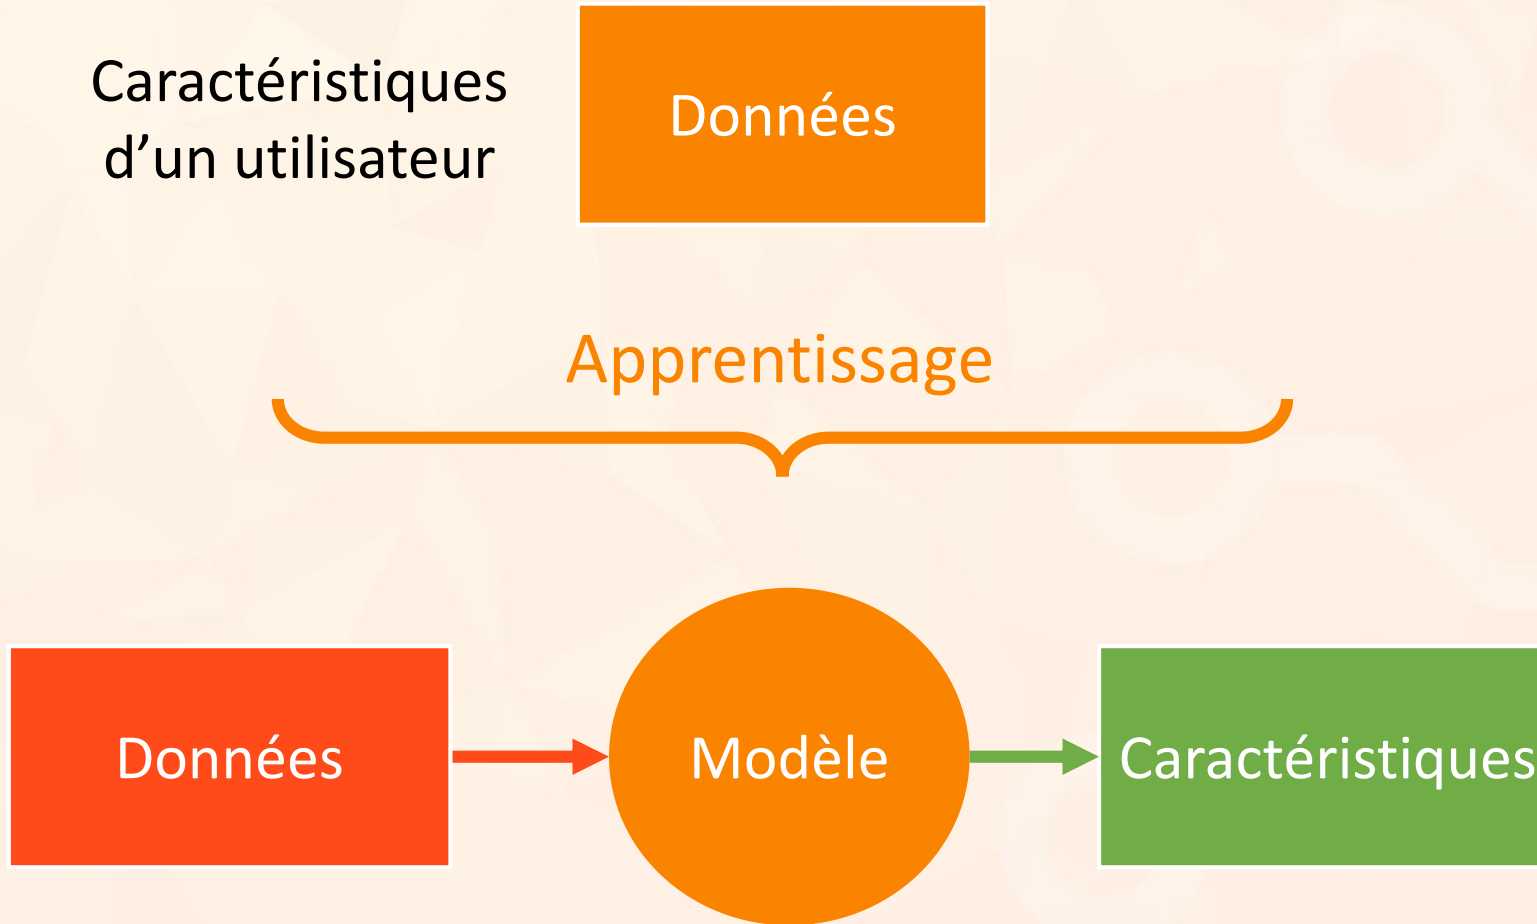 Caractéristiques
d’un utilisateur
Données
Apprentissage
Données
Modèle
Caractéristiques